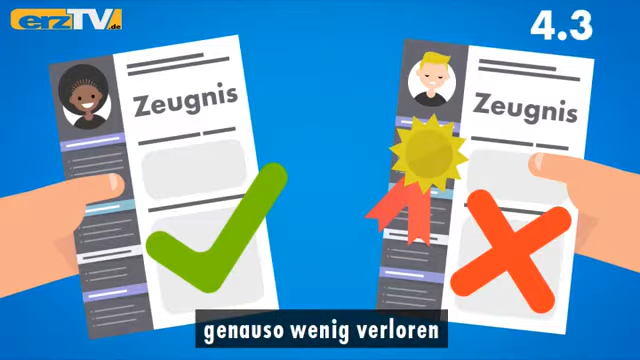 erzTV.de
4.3
Zeugnis
Zeugnis
genauso wenig verloren